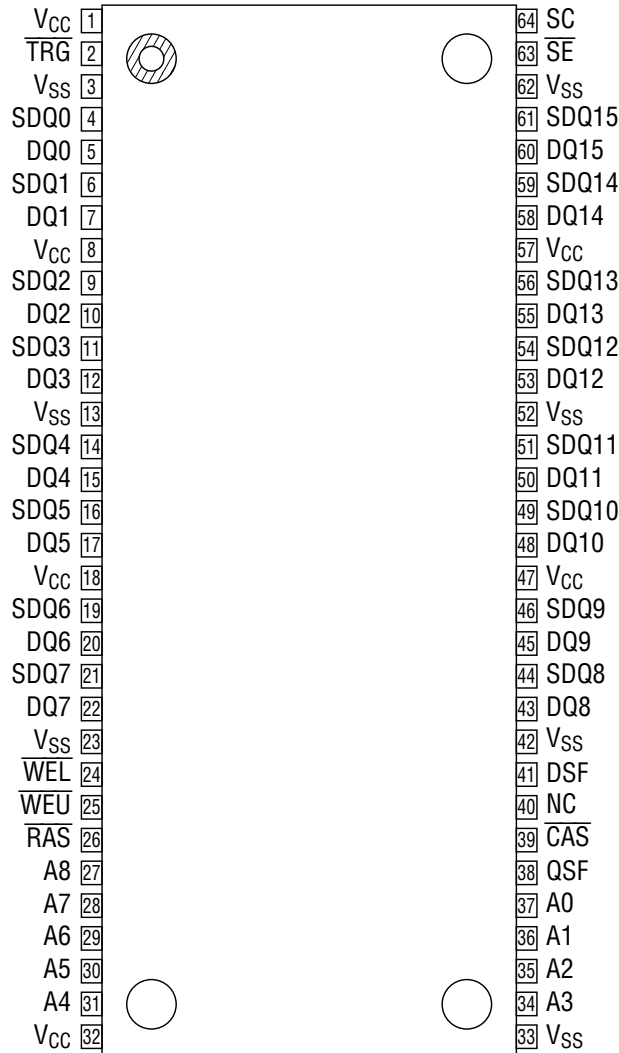 VCC 1 64 SC
TRG 2 63 SE
VSS 3 62 VSS
SDQ0 4 61 SDQ15
DQ0 5 60 DQ15
SDQ1 6 59 SDQ14
DQ1 7 58 DQ14
VCC 8 57 VCC
SDQ2 9 56 SDQ13
DQ2 10 55 DQ13
SDQ3 11 54 SDQ12
DQ3 12 53 DQ12
VSS 13 52 VSS
SDQ4 14 51 SDQ11
DQ4 15 50 DQ11
SDQ5 16 49 SDQ10
DQ5 17 48 DQ10
VCC 18 47 VCC
SDQ6 19 46 SDQ9
DQ6 20 45 DQ9
SDQ7 21 44 SDQ8
DQ7 22 43 DQ8
VSS 23 42 VSS
WEL 24 41 DSF
WEU 25 40 NC
RAS 26 39 CAS
A8 27 38 QSF
A7 28 37 A0
A6 29 36 A1
A5 30 35 A2
A4 31 34 A3
VCC 32 33 VSS